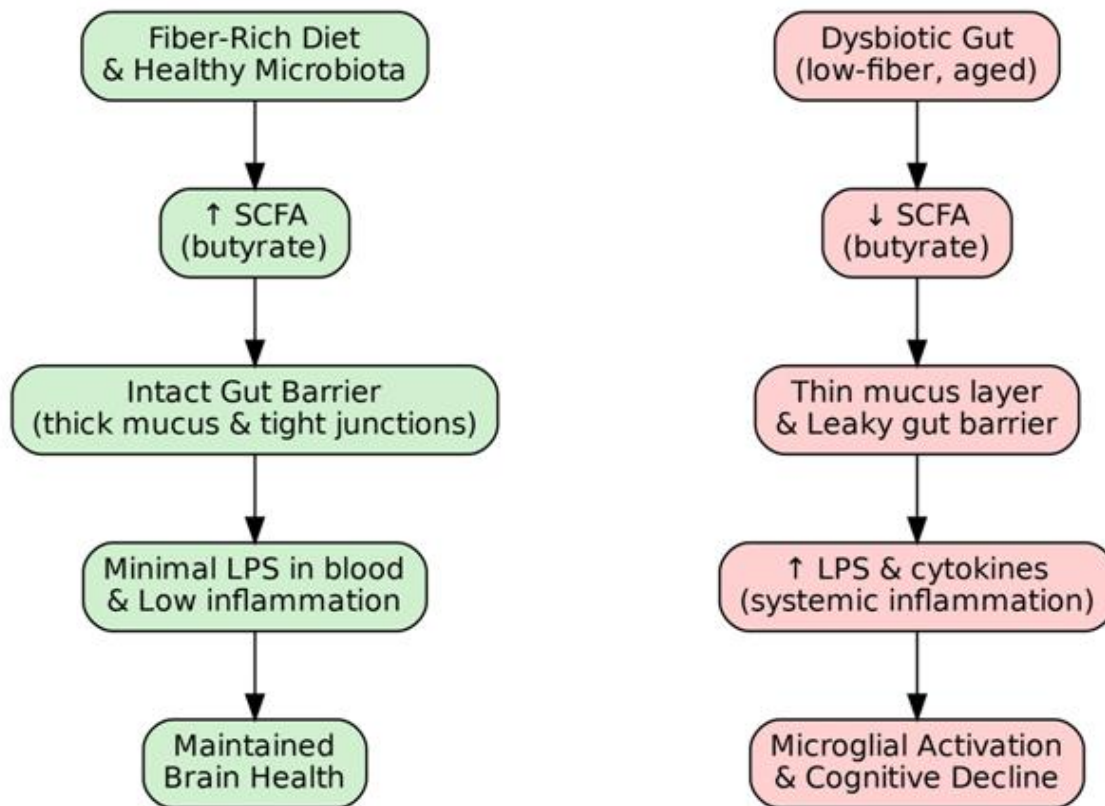 Fiber-Rich Diet
& Healthy Microbiota
↑ SCFA
(butyrate)
Intact Gut Barrier
(thick mucus & tight junctions)
Minimal LPS in blood
& Low inflammation
Maintained
Brain Health
Dysbiotic Gut
(low-fiber, aged)
↓ SCFA
(butyrate)
Thin mucus layer
& Leaky gut barrier
↑ LPS & cytokines
(systemic inflammation)
Microglial Activation
& Cognitive Decline